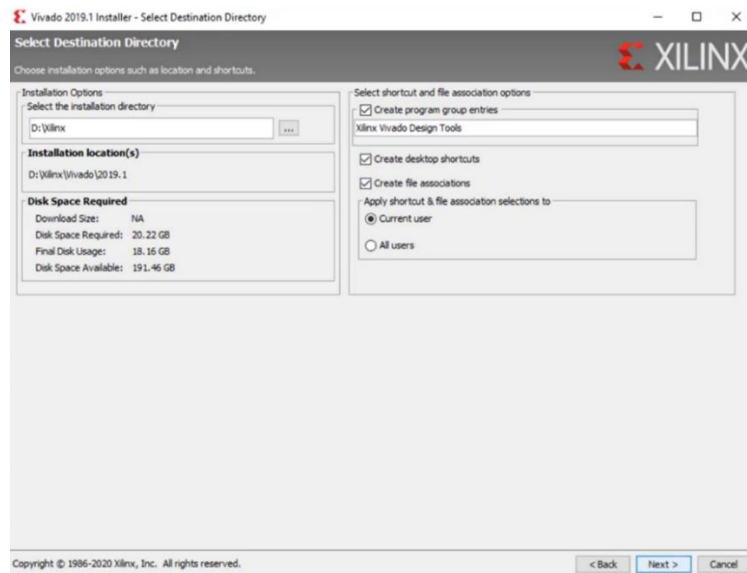 Vivado 2019.1 Installer - Select Destination Directory
Select Destination Directory
Choose installation options such as location and shortcuts.
XILINX
Installation Options
Select the installation directory
D:\Xilinx
...
Installation location(s)
D:\Xilinx\Vivado\2019.1
Disk Space Required
Download Size: NA
Disk Space Required: 20.22 GB
Final Disk Usage: 18.16 GB
Disk Space Available: 191.46 GB
Select shortcut and file association options
Create program group entries
Xilinx Vivado Design Tools
Create desktop shortcuts
Create file associations
Apply shortcut & file association selections to
Current user
All users
Copyright © 1986-2020 Xilinx, Inc. All rights reserved.
< Back Next > Cancel